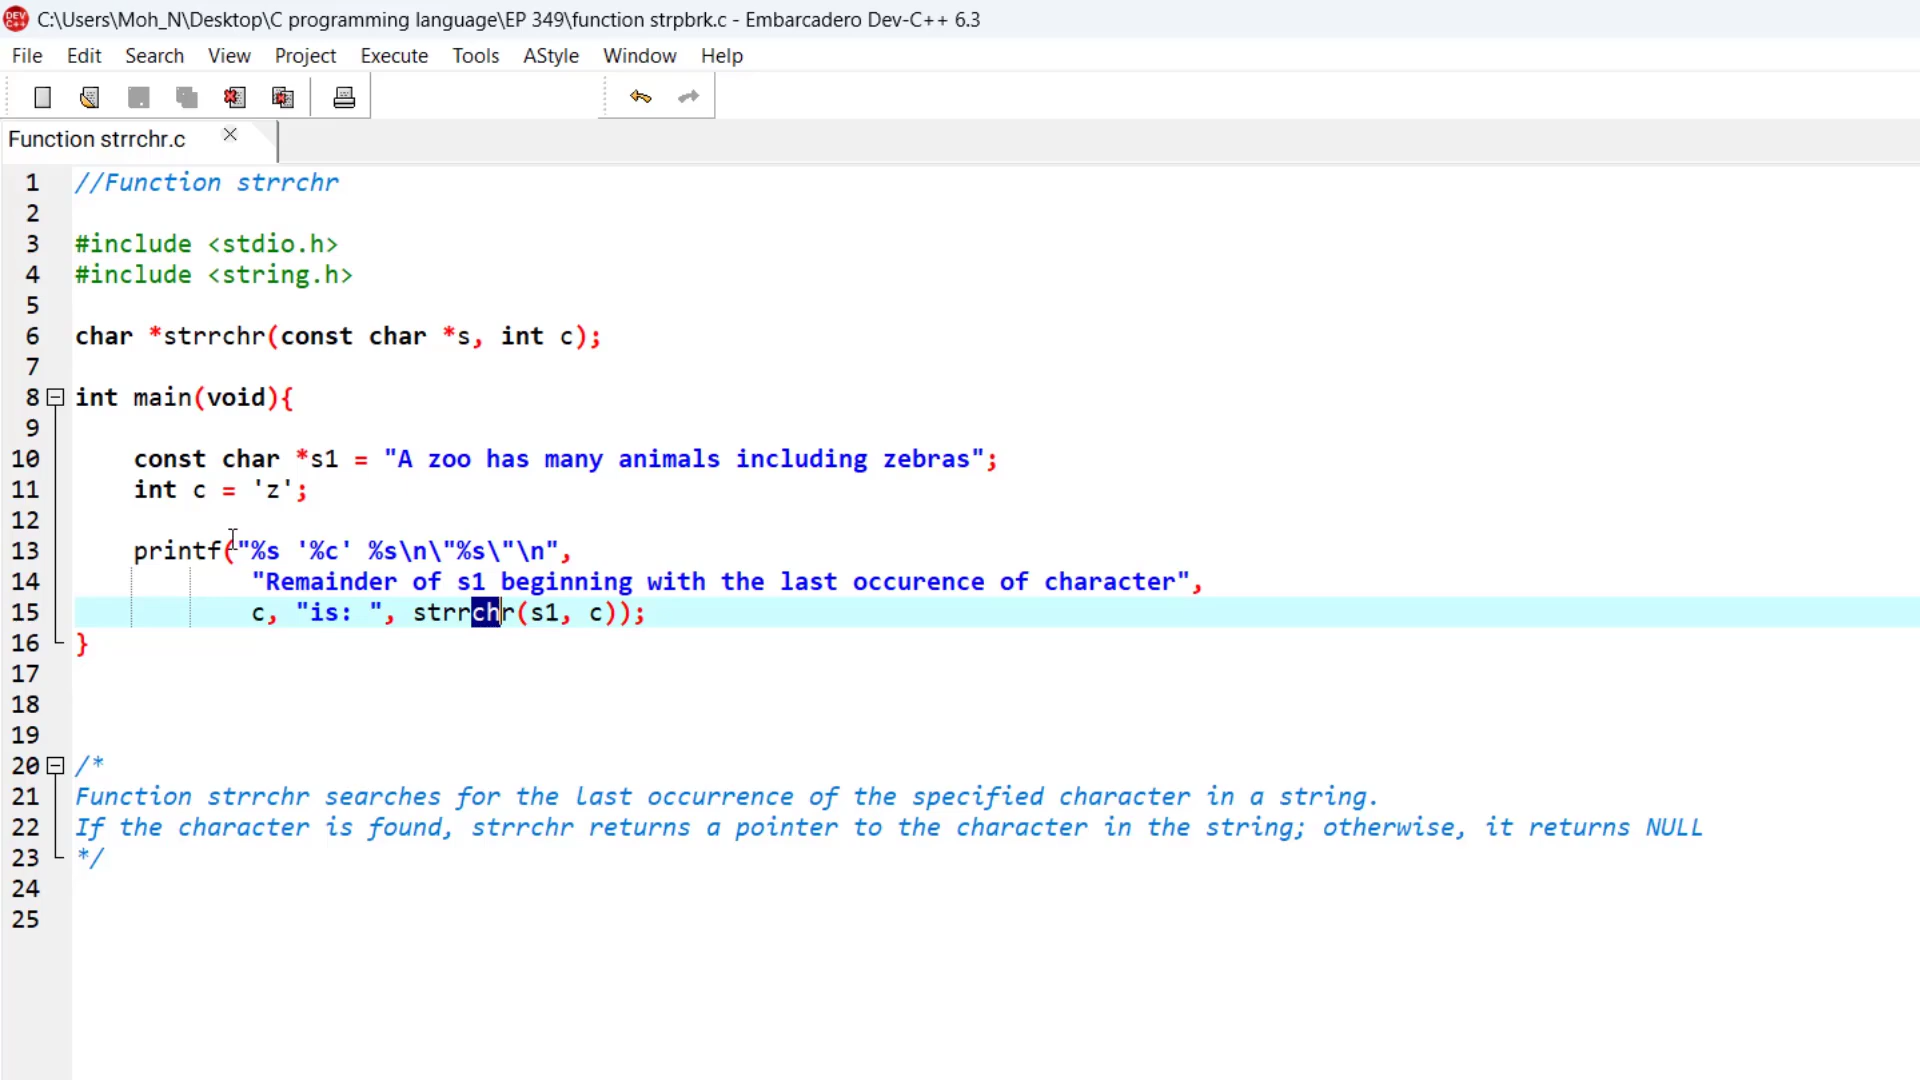 C:\Users\Moh_N\Desktop\C programming language\EP 349\function strpbrk.c - Embarcadero Dev-C++ 6.3
File Edit Search View Project Execute Tools AStyle Window Help
Function strrchr.c
1 //Function strrchr
2
3 #include <stdio.h>
4 #include <string.h>
5
6 char *strrchr(const char *s, int c);
7
8 int main(void){
9
10 const char *s1 = "A zoo has many animals including zebras";
11 int c = 'z';
12
13 printf("%s '%c' %s\n\"%s\"\n",
14 "Remainder of s1 beginning with the last occurence of character",
15 c, "is: ", strrchr(s1, c));
16 }
17
18
19
20 /*
21 Function strrchr searches for the last occurrence of the specified character in a string.
22 If the character is found, strrchr returns a pointer to the character in the string; otherwise, it returns NULL
23 */
24
25